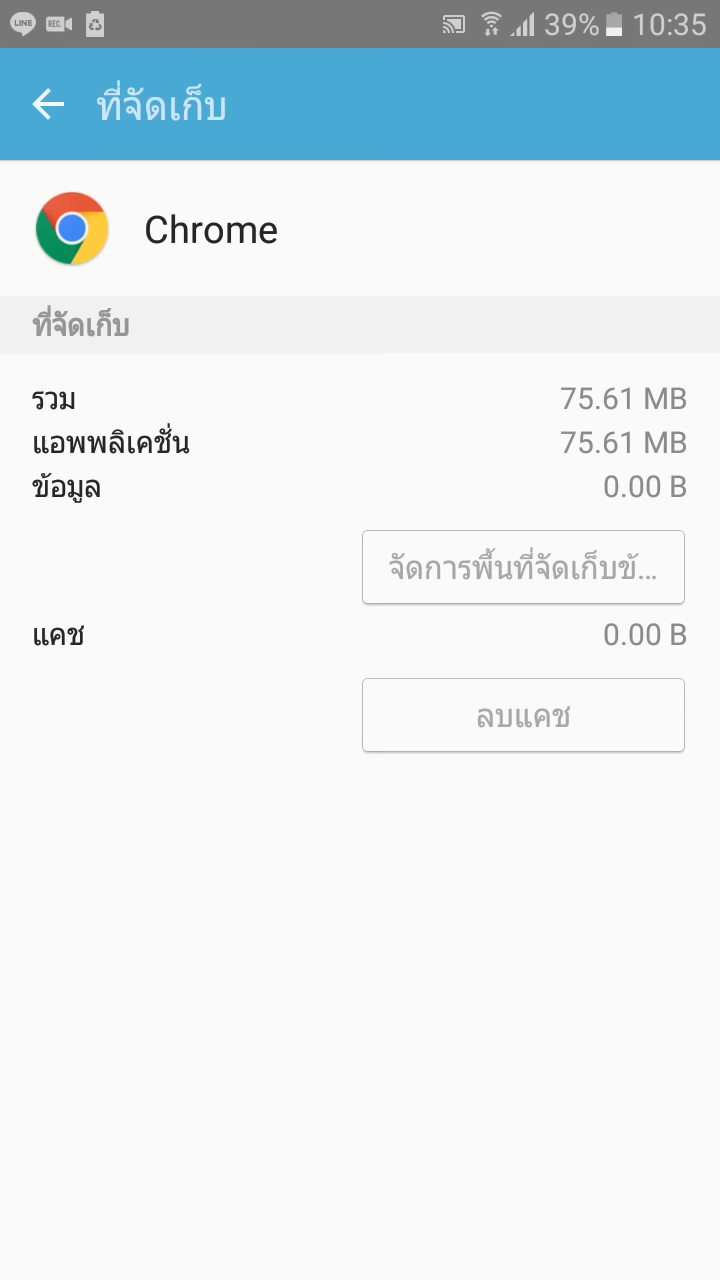 LINE REC. 39% 10:35
ที่จัดเก็บ
Chrome
ที่จัดเก็บ
รวม 75.61 MB
แอพพลิเคชั่น 75.61 MB
ข้อมูล 0.00 B
จัดการพื้นที่จัดเก็บข้...
แคช 0.00 B
ลบแคช